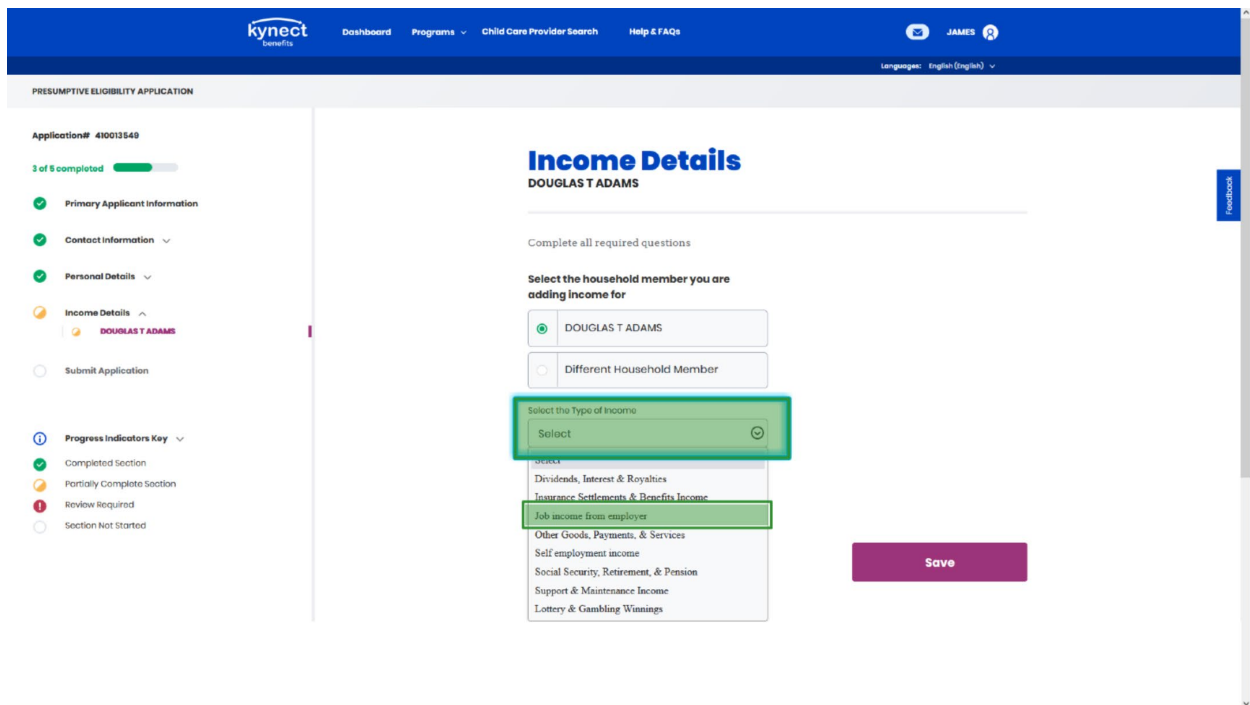 kynect
benefits
Dashboard
Programs
Child Care Provider Search
Help & FAQs
JAMES
Languages: English (English)
PRESUMPTIVE ELIGIBILITY APPLICATION
Application# 410013549
3 of 5 completed
Primary Applicant Information
Contact Information
Personal Details
Income Details
DOUGLAS T ADAMS
Submit Application
Progress Indicators Key
Completed Section
Partially Complete Section
Review Required
Section Not Started
Income Details
DOUGLAS T ADAMS
Complete all required questions
Select the household member you are
adding income for
DOUGLAS T ADAMS
Different Household Member
Select the Type of Income
Select
Select
Dividends, Interest & Royalties
Insurance Settlements & Benefits Income
Job income from employer
Other Goods, Payments, & Services
Self employment income
Social Security, Retirement, & Pension
Support & Maintenance Income
Lottery & Gambling Winnings
Save
Feedback